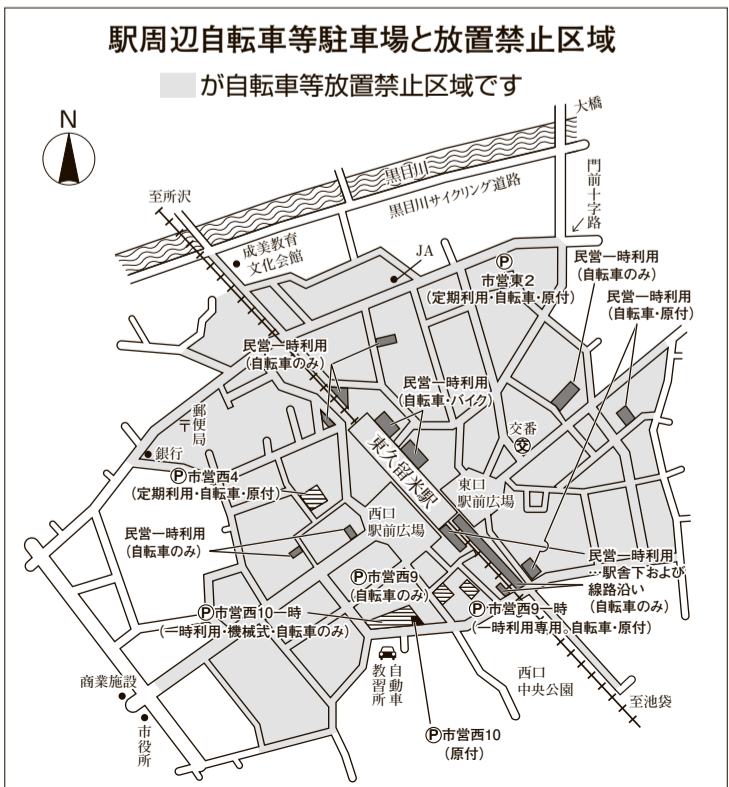 駅周辺自転車等駐車場と放置禁止区域
が自転車等放置禁止区域です
N
大橋
至所沢
黒目川
黒目川サイクリング道路
門前十字路
成美教育
文化会館
JA
Ⓟ
市営東2
(定期利用・自転車・原付)
民営一時利用
(自転車のみ)
民営一時利用
(自転車・原付)
民営一時利用
(自転車のみ)
民営一時利用
(自転車・バイク)
交番
交
〒郵便局
銀行
東久留米駅
東口
駅前広場
Ⓟ市営西4
(定期利用・自転車・原付)
西口
駅前広場
民営一時利用
(自転車のみ)
民営一時利用
…駅舎下および
線路沿い
(自転車のみ)
Ⓟ市営西9
(自転車のみ)
Ⓟ市営西10一時
(一時利用・機械式・自転車のみ)
Ⓟ市営西9一時
(一時利用専用。自転車・原付)
自動車
教習所
西口
中央公園
商業施設
市役所
至池袋
Ⓟ市営西10
(原付)